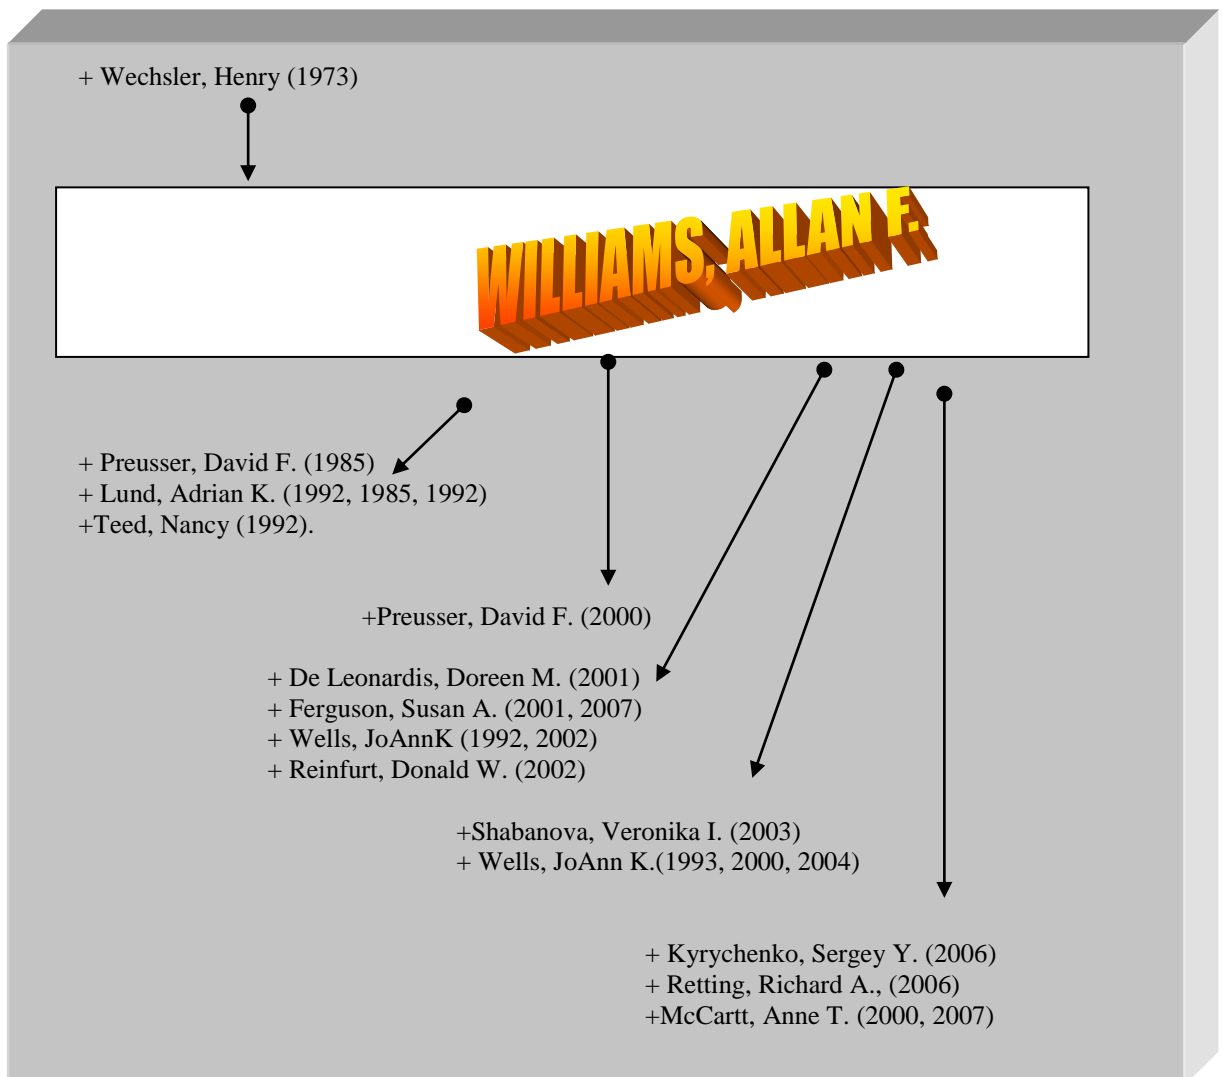 + Wechsler, Henry (1973)
WILLIAMS, ALLAN F.
+ Preusser, David F. (1985)
+ Lund, Adrian K. (1992, 1985, 1992)
+Teed, Nancy (1992).
+Preusser, David F. (2000)
+ De Leonardis, Doreen M. (2001)
+ Ferguson, Susan A. (2001, 2007)
+ Wells, JoAnnK (1992, 2002)
+ Reinfurt, Donald W. (2002)
+Shabanova, Veronika I. (2003)
+ Wells, JoAnn K.(1993, 2000, 2004)
+ Kyrychenko, Sergey Y. (2006)
+ Retting, Richard A., (2006)
+McCartt, Anne T. (2000, 2007)